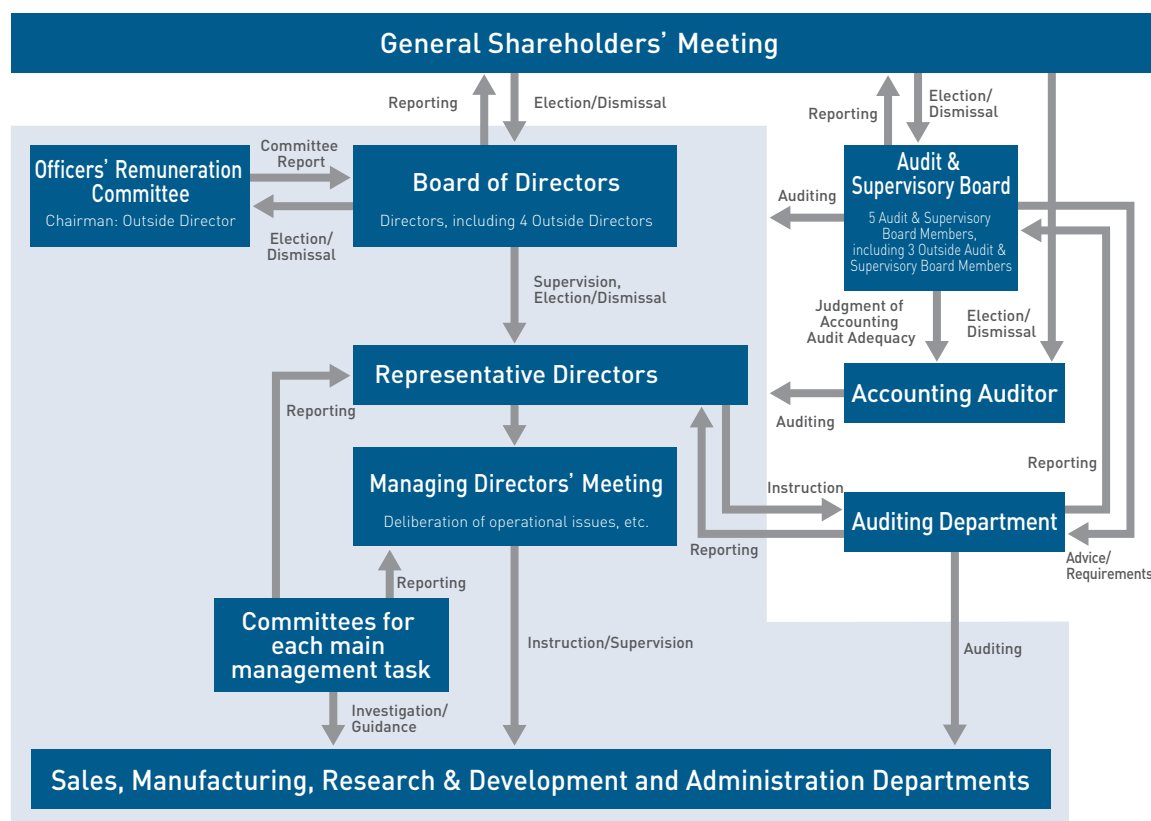 General Shareholders’ Meeting
Reporting
Election/Dismissal
Reporting
Election/
Dismissal
Officers’ Remuneration
Committee
Chairman: Outside Director
Committee
Report
Election/
Dismissal
Board of Directors
Directors, including 4 Outside Directors
Auditing
Audit &
Supervisory Board
5 Audit & Supervisory
Board Members,
including 3 Outside Audit &
Supervisory Board Members
Supervision,
Election/Dismissal
Judgment of
Accounting
Audit Adequacy
Election/
Dismissal
Representative Directors
Reporting
Auditing
Accounting Auditor
Managing Directors’ Meeting
Deliberation of operational issues, etc.
Instruction
Reporting
Auditing Department
Reporting
Advice/
Requirements
Reporting
Committees for
each main
management task
Instruction/Supervision
Auditing
Investigation/
Guidance
Sales, Manufacturing, Research & Development and Administration Departments